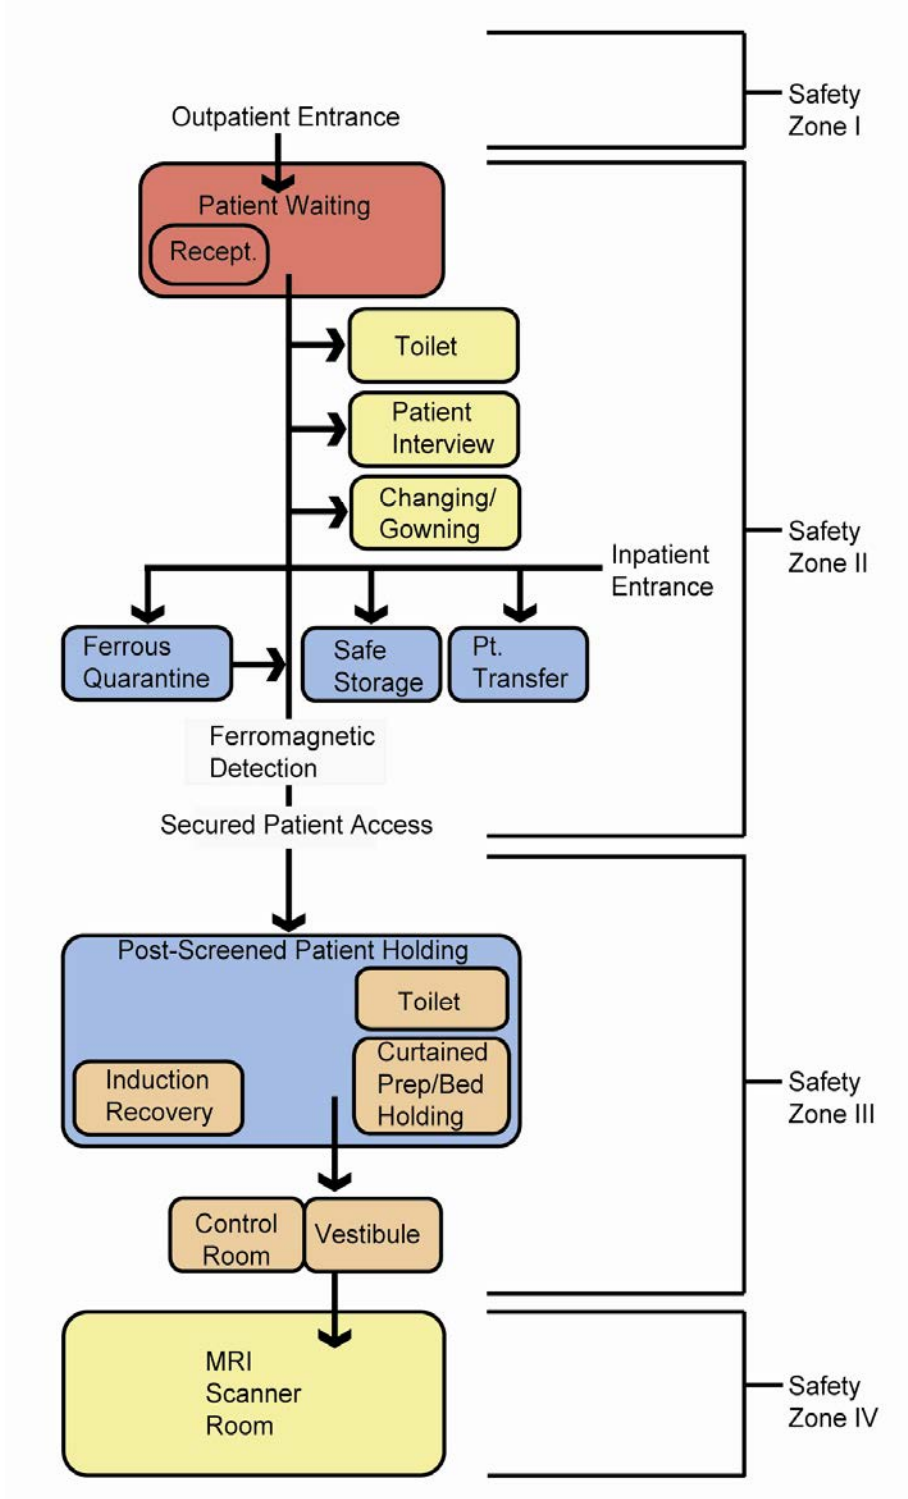 Safety
Zone I
Outpatient Entrance
Patient Waiting
Recept.
Toilet
Patient
Interview
Changing/
Gowning
Safety
Zone II
Inpatient
Entrance
Ferrous
Quarantine
Safe
Storage
Pt.
Transfer
Ferromagnetic
Detection
Secured Patient Access
Post-Screened Patient Holding
Toilet
Curtained
Prep/Bed
Holding
Induction
Recovery
Safety
Zone III
Control
Room
Vestibule
MRI
Scanner
Room
Safety
Zone IV